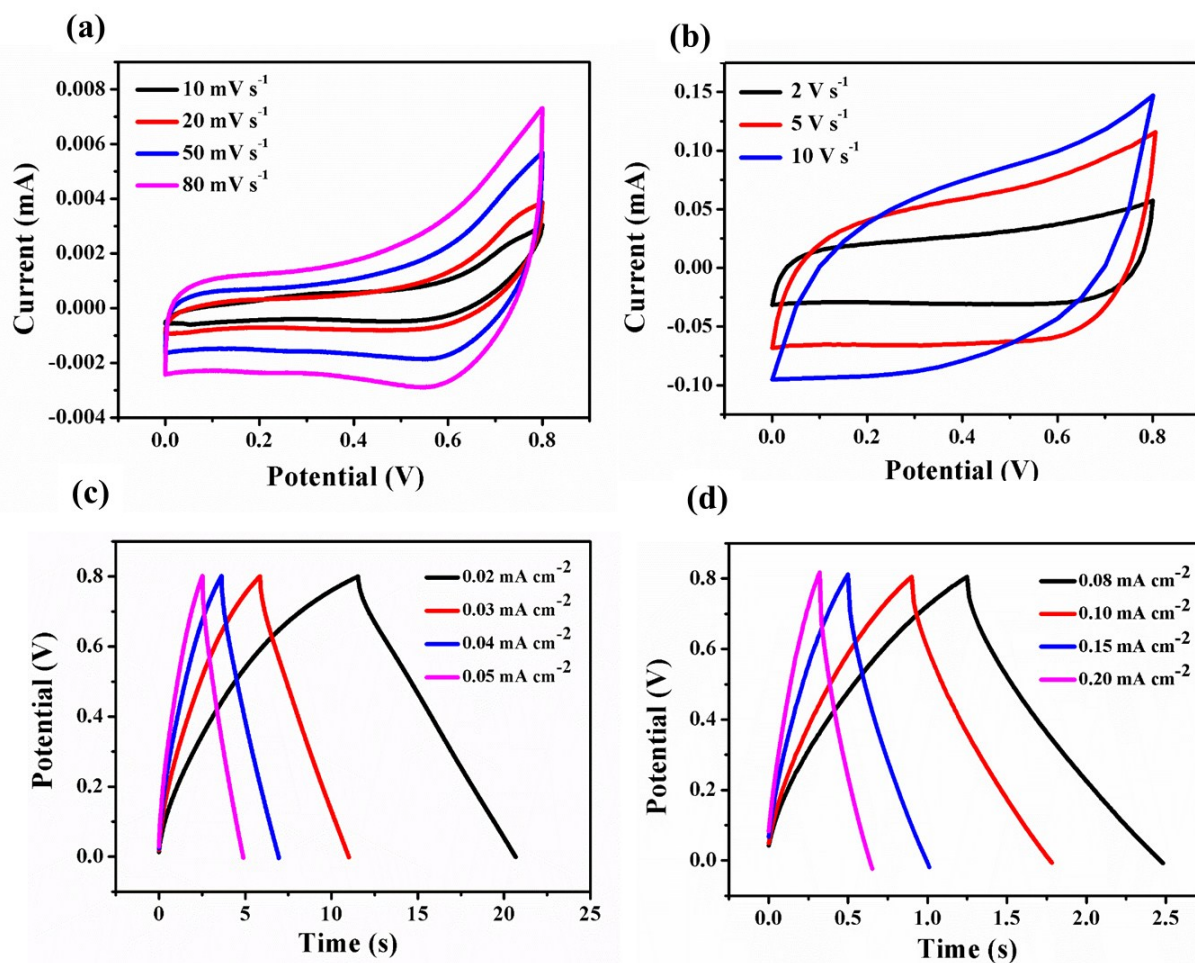 (a)
0.008
0.006
0.004
0.002
0.000
-0.002
-0.004
Current (mA)
10 mV s⁻¹
20 mV s⁻¹
50 mV s⁻¹
80 mV s⁻¹
0.0 0.2 0.4 0.6 0.8
Potential (V)
(b)
0.15
0.10
0.05
0.00
-0.05
-0.10
Current (mA)
2 V s⁻¹
5 V s⁻¹
10 V s⁻¹
0.0 0.2 0.4 0.6 0.8
Potential (V)
(c)
0.8
0.6
0.4
0.2
0.0
Potential (V)
0.02 mA cm⁻²
0.03 mA cm⁻²
0.04 mA cm⁻²
0.05 mA cm⁻²
0 5 10 15 20 25
Time (s)
(d)
0.8
0.6
0.4
0.2
0.0
Potential (V)
0.08 mA cm⁻²
0.10 mA cm⁻²
0.15 mA cm⁻²
0.20 mA cm⁻²
0.0 0.5 1.0 1.5 2.0 2.5
Time (s)